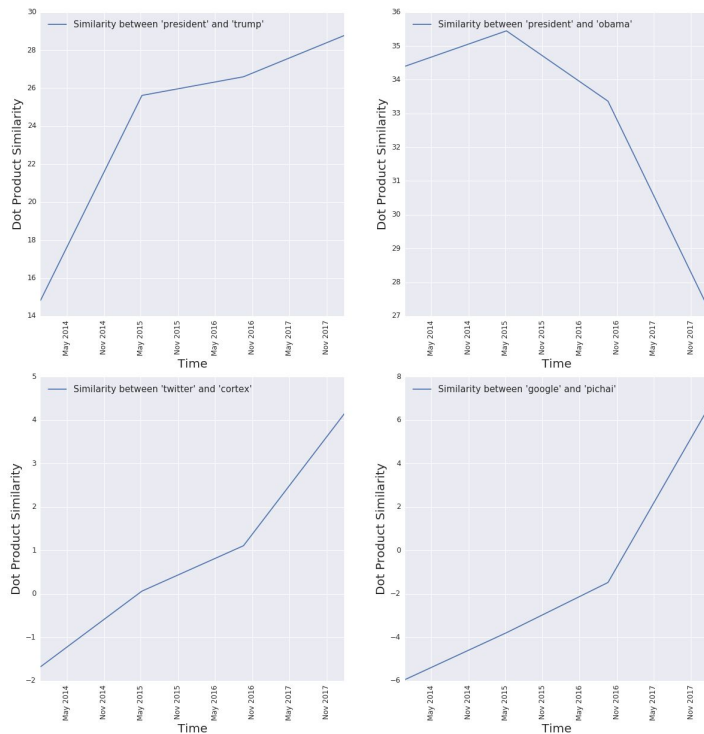 Similarity between 'president' and 'trump'
Dot Product Similarity
30
28
26
24
22
20
18
16
14
May 2014
Nov 2014
May 2015
Nov 2015
May 2016
Nov 2016
May 2017
Nov 2017
Time
Similarity between 'president' and 'obama'
Dot Product Similarity
36
35
34
33
32
31
30
29
28
27
May 2014
Nov 2014
May 2015
Nov 2015
May 2016
Nov 2016
May 2017
Nov 2017
Time
Similarity between 'twitter' and 'cortex'
Dot Product Similarity
5
4
3
2
1
0
−1
−2
May 2014
Nov 2014
May 2015
Nov 2015
May 2016
Nov 2016
May 2017
Nov 2017
Time
Similarity between 'google' and 'pichai'
Dot Product Similarity
8
6
4
2
0
−2
−4
−6
May 2014
Nov 2014
May 2015
Nov 2015
May 2016
Nov 2016
May 2017
Nov 2017
Time